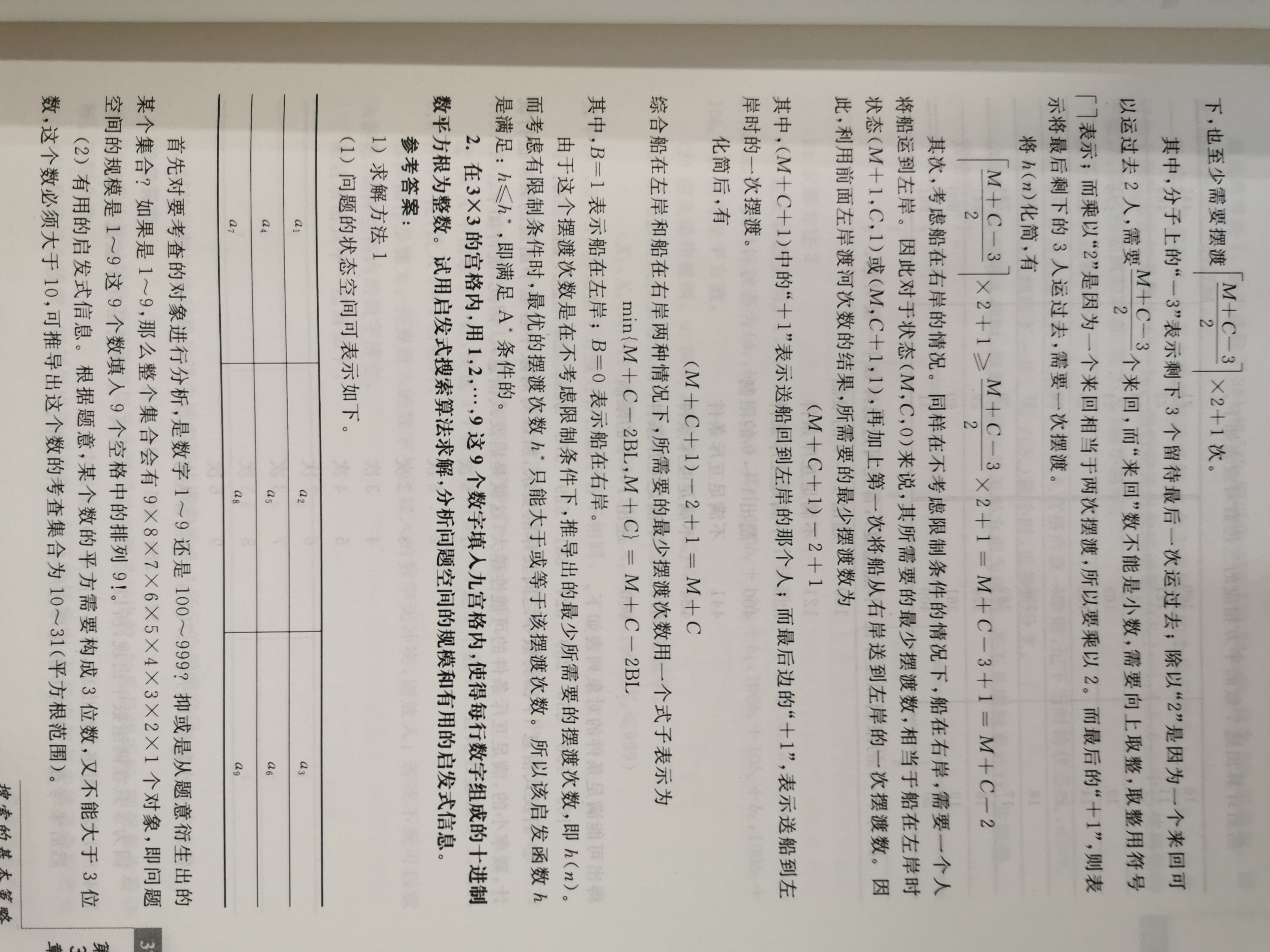 下,也至少需要摆渡⌈(M+C−3)/2⌉×2+1 次。
其中,分子上的“−3”表示剩下 3 个留待最后一次运过去;除以“2”是因为一个来回可
以运过去 2 人,需要(M+C−3)/2个来回,而“来回”数不能是小数,需要向上取整,取整用符号
⌈ ⌉表示;而乘以“2”是因为一个来回相当于两次摆渡,所以要乘以 2。而最后的“+1”,则表
示将最后剩下的 3 人运过去,需要一次摆渡。
将 h(n)化简,有
⌈(M+C−3)/2⌉×2+1 ≥ (M+C−3)/2×2+1=M+C−3+1=M+C−2
其次,考虑船在右岸的情况。同样在不考虑限制条件的情况下,船在右岸,需要一个人
将船运到左岸。因此对于状态(M,C,0)来说,其所需要的最少摆渡数,相当于船在左岸时
状态(M+1,C,1)或(M,C+1,1),再加上第一次将船从右岸送到左岸的一次摆渡数。因
此,利用前面左岸渡河次数的结果,所需要的最少摆渡数为
(M+C+1)−2+1
其中,(M+C+1)中的“+1”表示送船回到左岸的那个人;而最后边的“+1”,表示送船到左
岸时的一次摆渡。
化简后,有
(M+C+1)−2+1=M+C
综合船在左岸和船在右岸两种情况下,所需要的最少摆渡次数用一个式子表示为
min{M+C−2BL,M+C}=M+C−2BL
其中,B=1 表示船在左岸;B=0 表示船在右岸。
由于这个摆渡次数是在不考虑限制条件下,推导出的最少所需要的摆渡次数,即 h(n)。
而考虑有限制条件时,最优的摆渡次数 h* 只能大于或等于该摆渡次数。所以该启发函数 h
是满足:h≤h*,即满足 A* 条件的。
2. 在3×3 的宫格内,用 1,2,…,9 这 9 个数字填入九宫格内,使得每行数字组成的十进制
数平方根为整数。试用启发式搜索算法求解,分析问题空间的规模和有用的启发式信息。
参考答案:
1) 求解方法 1
(1) 问题的状态空间可表示如下。
a₁ a₂ a₃
a₄ a₅ a₆
a₇ a₈ a₉
首先对要考查的对象进行分析,是数字 1~9 还是 100~999?抑或是从题意衍生出的
某个集合?如果是 1~9,那么整个集合会有 9×8×7×6×5×4×3×2×1 个对象,即问题
空间的规模是 1~9 这 9 个数填入 9 个空格中的排列 9!。
(2) 有用的启发式信息。根据题意,某个数的平方需要构成 3 位数,又不能大于 3 位
数,这个数必须大于 10,可推导出这个数的考查集合为 10~31(平方根范围)。
搜索的基本策略